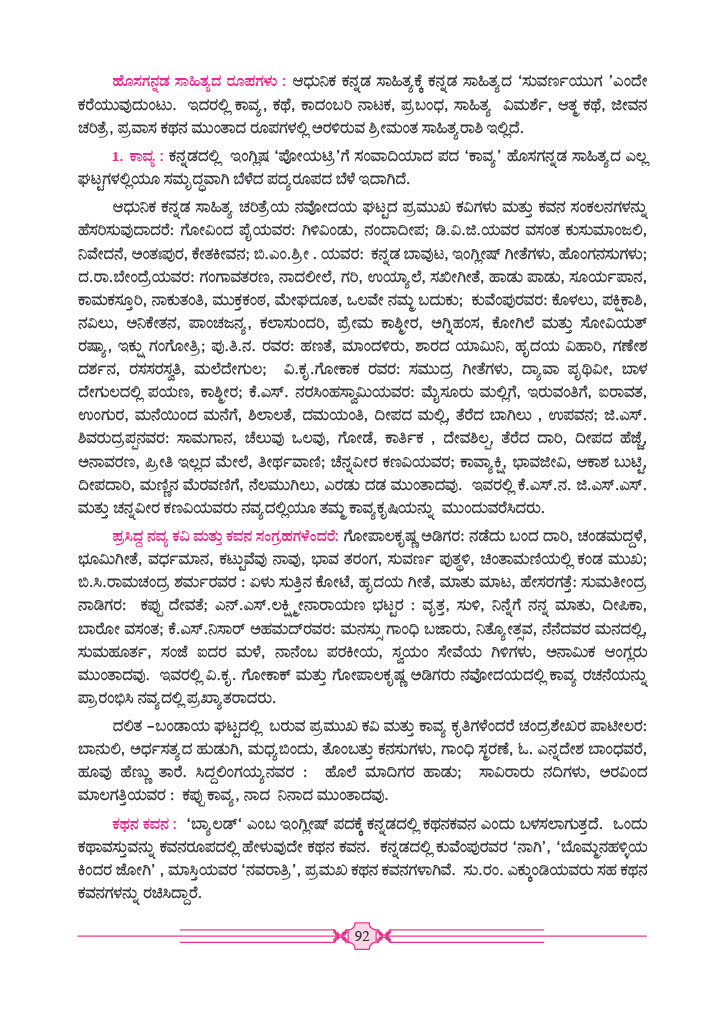 ಹೊಸಗನ್ನಡ ಸಾಹಿತ್ಯದ ರೂಪಗಳು : ಆಧುನಿಕ ಕನ್ನಡ ಸಾಹಿತ್ಯಕ್ಕೆ ಕನ್ನಡ ಸಾಹಿತ್ಯದ ‘ಸುವರ್ಣಯುಗ ’ಎಂದೇ
ಕರೆಯುವುದುಂಟು. ಇದರಲ್ಲಿ ಕಾವ್ಯ, ಕಥೆ, ಕಾದಂಬರಿ ನಾಟಕ, ಪ್ರಬಂಧ, ಸಾಹಿತ್ಯ ವಿಮರ್ಶೆ, ಆತ್ಮ ಕಥೆ, ಜೀವನ
ಚರಿತ್ರೆ, ಪ್ರವಾಸ ಕಥನ ಮುಂತಾದ ರೂಪಗಳಲ್ಲಿ ಅರಳಿರುವ ಶ್ರೀಮಂತ ಸಾಹಿತ್ಯರಾಶಿ ಇಲ್ಲಿದೆ.
1. ಕಾವ್ಯ : ಕನ್ನಡದಲ್ಲಿ ಇಂಗ್ಲಿಷ ‘ಪೋಯಟ್ರಿ’ಗೆ ಸಂವಾದಿಯಾದ ಪದ ‘ಕಾವ್ಯ’ ಹೊಸಗನ್ನಡ ಸಾಹಿತ್ಯದ ಎಲ್ಲ
ಘಟ್ಟಗಳಲ್ಲಿಯೂ ಸಮೃದ್ಧವಾಗಿ ಬೆಳೆದ ಪದ್ಯರೂಪದ ಬೆಳೆ ಇದಾಗಿದೆ.
ಆಧುನಿಕ ಕನ್ನಡ ಸಾಹಿತ್ಯ ಚರಿತ್ರೆಯ ನವೋದಯ ಘಟ್ಟದ ಪ್ರಮುಖ ಕವಿಗಳು ಮತ್ತು ಕವನ ಸಂಕಲನಗಳನ್ನು
ಹೆಸರಿಸುವುದಾದರೆ: ಗೋವಿಂದ ಪೈಯವರ: ಗಿಳಿವಿಂಡು, ನಂದಾದೀಪ; ಡಿ.ವಿ.ಜಿ.ಯವರ ವಸಂತ ಕುಸುಮಾಂಜಲಿ,
ನಿವೇದನೆ, ಅಂತಃಪುರ, ಕೇತಕೀವನ; ಬಿ.ಎಂ.ಶ್ರೀ . ಯವರ: ಕನ್ನಡ ಬಾವುಟ, ಇಂಗ್ಲೀಷ್ ಗೀತೆಗಳು, ಹೊಂಗನಸುಗಳು;
ದ.ರಾ.ಬೇಂದ್ರೆಯವರ: ಗಂಗಾವತರಣ, ನಾದಲೀಲೆ, ಗರಿ, ಉಯ್ಯಾಲೆ, ಸಖೀಗೀತೆ, ಹಾಡು ಪಾಡು, ಸೂರ್ಯಪಾನ,
ಕಾಮಕಸ್ತೂರಿ, ನಾಕುತಂತಿ, ಮುಕ್ತಕಂಠ, ಮೇಘದೂತ, ಒಲವೇ ನಮ್ಮ ಬದುಕು; ಕುವೆಂಪುರವರ: ಕೊಳಲು, ಪಕ್ಷಿಕಾಶಿ,
ನವಿಲು, ಅನಿಕೇತನ, ಪಾಂಚಜನ್ಯ, ಕಲಾಸುಂದರಿ, ಪ್ರೇಮ ಕಾಶ್ಮೀರ, ಅಗ್ನಿಹಂಸ, ಕೋಗಿಲೆ ಮತ್ತು ಸೋವಿಯತ್
ರಷ್ಯಾ, ಇಕ್ಷು ಗಂಗೋತ್ರಿ; ಪು.ತಿ.ನ. ರವರ: ಹಣತೆ, ಮಾಂದಳಿರು, ಶಾರದ ಯಾಮಿನಿ, ಹೃದಯ ವಿಹಾರಿ, ಗಣೇಶ
ದರ್ಶನ, ರಸಸರಸ್ವತಿ, ಮಲೆದೇಗುಲ; ವಿ.ಕೃ.ಗೋಕಾಕ ರವರ: ಸಮುದ್ರ ಗೀತೆಗಳು, ದ್ಯಾವಾ ಪೃಥಿವೀ, ಬಾಳ
ದೇಗುಲದಲ್ಲಿ ಪಯಣ, ಕಾಶ್ಮೀರ; ಕೆ.ಎಸ್. ನರಸಿಂಹಸ್ವಾಮಿಯವರ: ಮೈಸೂರು ಮಲ್ಲಿಗೆ, ಇರುವಂತಿಗೆ, ಐರಾವತ,
ಉಂಗುರ, ಮನೆಯಿಂದ ಮನೆಗೆ, ಶಿಲಾಲತೆ, ದಮಯಂತಿ, ದೀಪದ ಮಲ್ಲಿ, ತೆರೆದ ಬಾಗಿಲು , ಉಪವನ; ಜಿ.ಎಸ್.
ಶಿವರುದ್ರಪ್ಪನವರ: ಸಾಮಗಾನ, ಚೆಲುವು ಒಲವು, ಗೋಡೆ, ಕಾರ್ತಿಕ , ದೇವಶಿಲ್ಪ, ತೆರೆದ ದಾರಿ, ದೀಪದ ಹೆಜ್ಜೆ,
ಅನಾವರಣ, ಪ್ರೀತಿ ಇಲ್ಲದ ಮೇಲೆ, ತೀರ್ಥವಾಣಿ; ಚೆನ್ನವೀರ ಕಣವಿಯವರ; ಕಾವ್ಯಾಕ್ಷಿ, ಭಾವಜೀವಿ, ಆಕಾಶ ಬುಟ್ಟಿ,
ದೀಪದಾರಿ, ಮಣ್ಣಿನ ಮೆರವಣಿಗೆ, ನೆಲಮುಗಿಲು, ಎರಡು ದಡ ಮುಂತಾದವು. ಇವರಲ್ಲಿ ಕೆ.ಎಸ್.ನ. ಜಿ.ಎಸ್.ಎಸ್.
ಮತ್ತು ಚನ್ನವೀರ ಕಣವಿಯವರು ನವ್ಯದಲ್ಲಿಯೂ ತಮ್ಮ ಕಾವ್ಯಕೃಷಿಯನ್ನು ಮುಂದುವರೆಸಿದರು.
ಪ್ರಸಿದ್ದ ನವ್ಯ ಕವಿ ಮತ್ತು ಕವನ ಸಂಗ್ರಹಗಳೆಂದರೆ: ಗೋಪಾಲಕೃಷ್ಣ ಅಡಿಗರ: ನಡೆದು ಬಂದ ದಾರಿ, ಚಂಡಮದ್ದಳೆ,
ಭೂಮಿಗೀತೆ, ವರ್ಧಮಾನ, ಕಟ್ಟುವೆವು ನಾವು, ಭಾವ ತರಂಗ, ಸುವರ್ಣ ಪುತ್ಥಳಿ, ಚಿಂತಾಮಣಿಯಲ್ಲಿ ಕಂಡ ಮುಖ;
ಬಿ.ಸಿ.ರಾಮಚಂದ್ರ ಶರ್ಮರವರ : ಏಳು ಸುತ್ತಿನ ಕೋಟೆ, ಹೃದಯ ಗೀತೆ, ಮಾತು ಮಾಟ, ಹೇಸರಗತ್ತೆ: ಸುಮತೀಂದ್ರ
ನಾಡಿಗರ: ಕಪ್ಪು ದೇವತೆ; ಎನ್.ಎಸ್.ಲಕ್ಷ್ಮೀನಾರಾಯಣ ಭಟ್ಟರ : ವೃತ್ತ, ಸುಳಿ, ನಿನ್ನೆಗೆ ನನ್ನ ಮಾತು, ದೀಪಿಕಾ,
ಬಾರೋ ವಸಂತ; ಕೆ.ಎಸ್.ನಿಸಾರ್ ಅಹಮದ್‌ರವರ: ಮನಸ್ಸು ಗಾಂಧಿ ಬಜಾರು, ನಿತ್ಯೋತ್ಸವ, ನೆನೆದವರ ಮನದಲ್ಲಿ,
ಸುಮಹೂರ್ತ, ಸಂಜೆ ಐದರ ಮಳೆ, ನಾನೆಂಬ ಪರಕೀಯ, ಸ್ವಯಂ ಸೇವೆಯ ಗಿಳಿಗಳು, ಅನಾಮಿಕ ಆಂಗ್ಲರು
ಮುಂತಾದವು. ಇವರಲ್ಲಿ ವಿ.ಕೃ. ಗೋಕಾಕ್ ಮತ್ತು ಗೋಪಾಲಕೃಷ್ಣ ಅಡಿಗರು ನವೋದಯದಲ್ಲಿ ಕಾವ್ಯ ರಚನೆಯನ್ನು
ಪ್ರಾರಂಭಿಸಿ ನವ್ಯದಲ್ಲಿ ಪ್ರಖ್ಯಾತರಾದರು.
ದಲಿತ –ಬಂಡಾಯ ಘಟ್ಟದಲ್ಲಿ ಬರುವ ಪ್ರಮುಖ ಕವಿ ಮತ್ತು ಕಾವ್ಯ ಕೃತಿಗಳೆಂದರೆ ಚಂದ್ರಶೇಖರ ಪಾಟೀಲರ:
ಬಾನುಲಿ, ಅರ್ಧಸತ್ಯದ ಹುಡುಗಿ, ಮಧ್ಯಬಿಂದು, ತೊಂಬತ್ತು ಕನಸುಗಳು, ಗಾಂಧಿ ಸ್ಮರಣೆ, ಓ. ಎನ್ನದೇಶ ಬಾಂಧವರೆ,
ಹೂವು ಹೆಣ್ಣು ತಾರೆ. ಸಿದ್ದಲಿಂಗಯ್ಯನವರ : ಹೊಲೆ ಮಾದಿಗರ ಹಾಡು; ಸಾವಿರಾರು ನದಿಗಳು, ಅರವಿಂದ
ಮಾಲಗತ್ತಿಯವರ : ಕಪ್ಪುಕಾವ್ಯ, ನಾದ ನಿನಾದ ಮುಂತಾದವು.
ಕಥನ ಕವನ : ‘ಬ್ಯಾಲಡ್‘ ಎಂಬ ಇಂಗ್ಲೀಷ್ ಪದಕ್ಕೆ ಕನ್ನಡದಲ್ಲಿ ಕಥನಕವನ ಎಂದು ಬಳಸಲಾಗುತ್ತದೆ. ಒಂದು
ಕಥಾವಸ್ತುವನ್ನು ಕವನರೂಪದಲ್ಲಿ ಹೇಳುವುದೇ ಕಥನ ಕವನ. ಕನ್ನಡದಲ್ಲಿ ಕುವೆಂಪುರವರ ‘ನಾಗಿ’, ‘ಬೊಮ್ಮನಹಳ್ಳಿಯ
ಕಿಂದರ ಜೋಗಿ’ , ಮಾಸ್ತಿಯವರ ‘ನವರಾತ್ರಿ’, ಪ್ರಮುಖ ಕಥನ ಕವನಗಳಾಗಿವೆ. ಸು.ರಂ. ಎಕ್ಕುಂಡಿಯವರು ಸಹ ಕಥನ
ಕವನಗಳನ್ನು ರಚಿಸಿದ್ದಾರೆ.
92